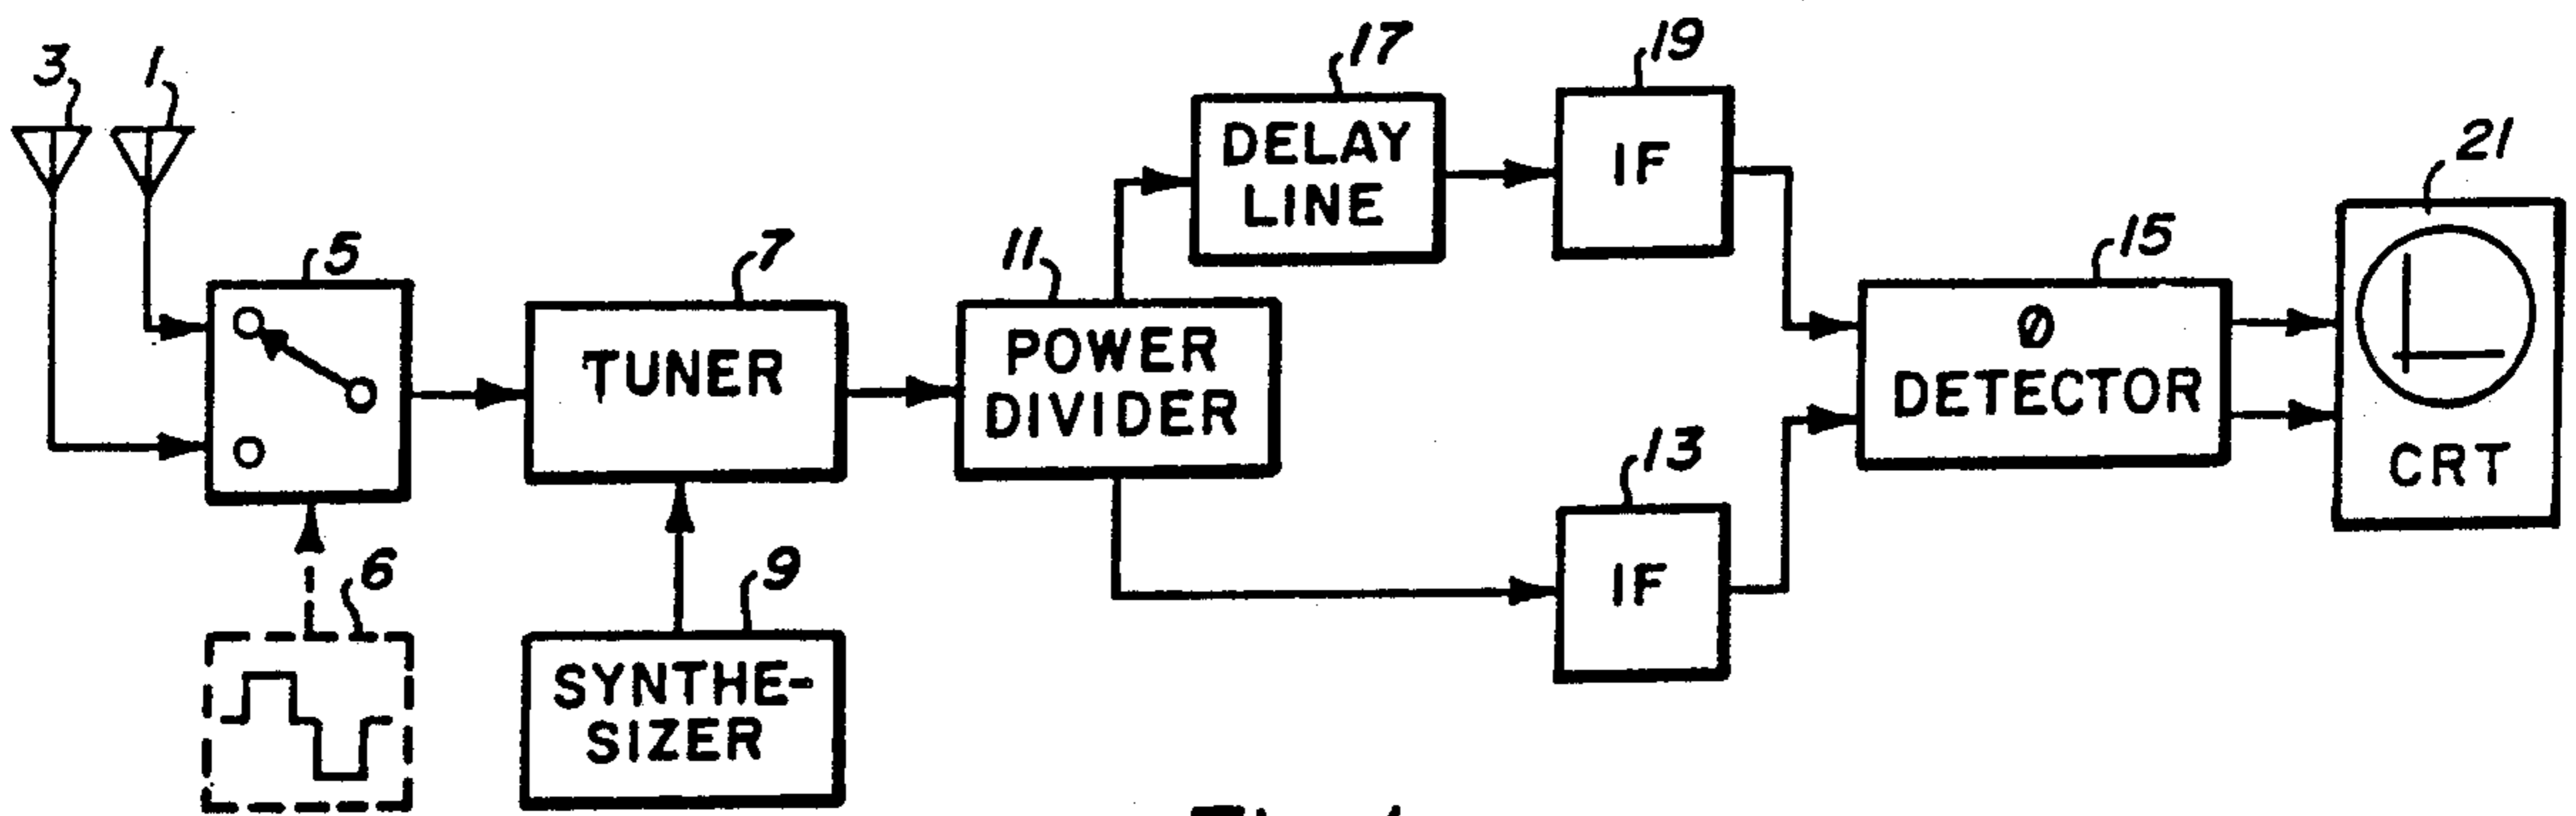 3
1
5
6
7
TUNER
9
SYNTHE-
SIZER
11
POWER
DIVIDER
17
DELAY
LINE
19
IF
13
IF
15
Ø
DETECTOR
21
CRT